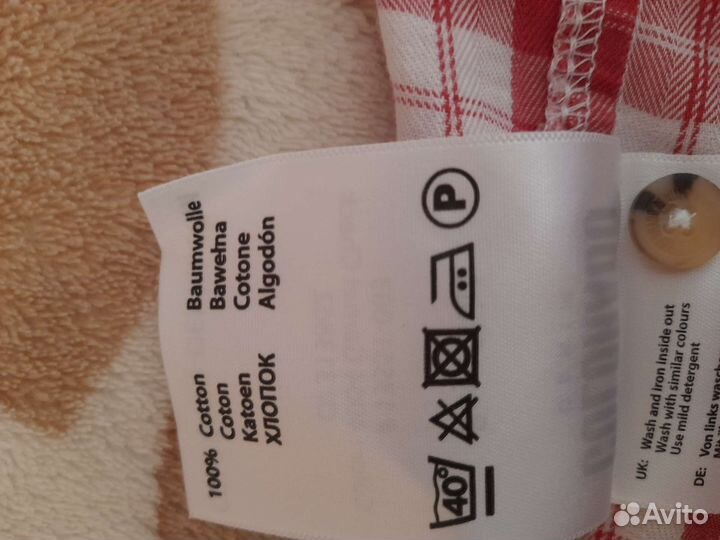 100% Cotton Baumwolle
Coton Bawełna
Katoen Cotone
ХЛОПОК Algodón
40°
P
UK: Wash and iron inside out
Wash with similar colours
Use mild detergent
DE: Von links
Avito